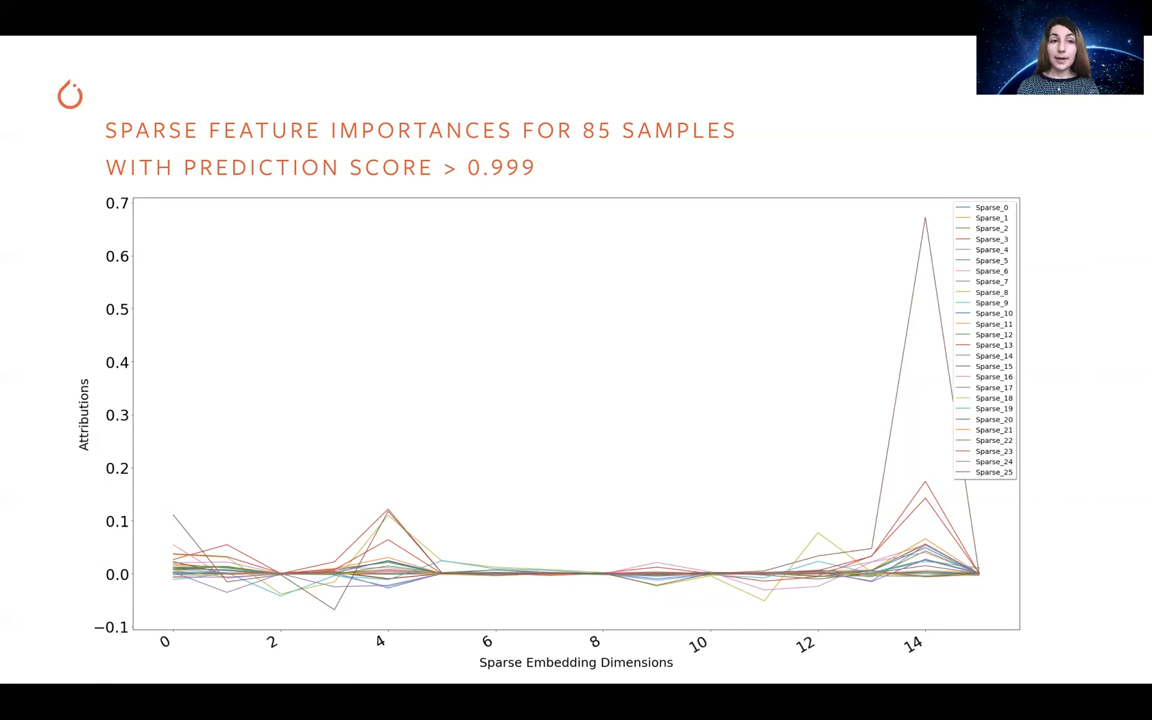 SPARSE FEATURE IMPORTANCES FOR 85 SAMPLES
WITH PREDICTION SCORE > 0.999
0.7
0.6
0.5
0.4
0.3
0.2
0.1
0.0
−0.1
Attributions
0
2
4
6
8
10
12
14
Sparse Embedding Dimensions
Sparse_0
Sparse_1
Sparse_2
Sparse_3
Sparse_4
Sparse_5
Sparse_6
Sparse_7
Sparse_8
Sparse_9
Sparse_10
Sparse_11
Sparse_12
Sparse_13
Sparse_14
Sparse_15
Sparse_16
Sparse_17
Sparse_18
Sparse_19
Sparse_20
Sparse_21
Sparse_22
Sparse_23
Sparse_24
Sparse_25